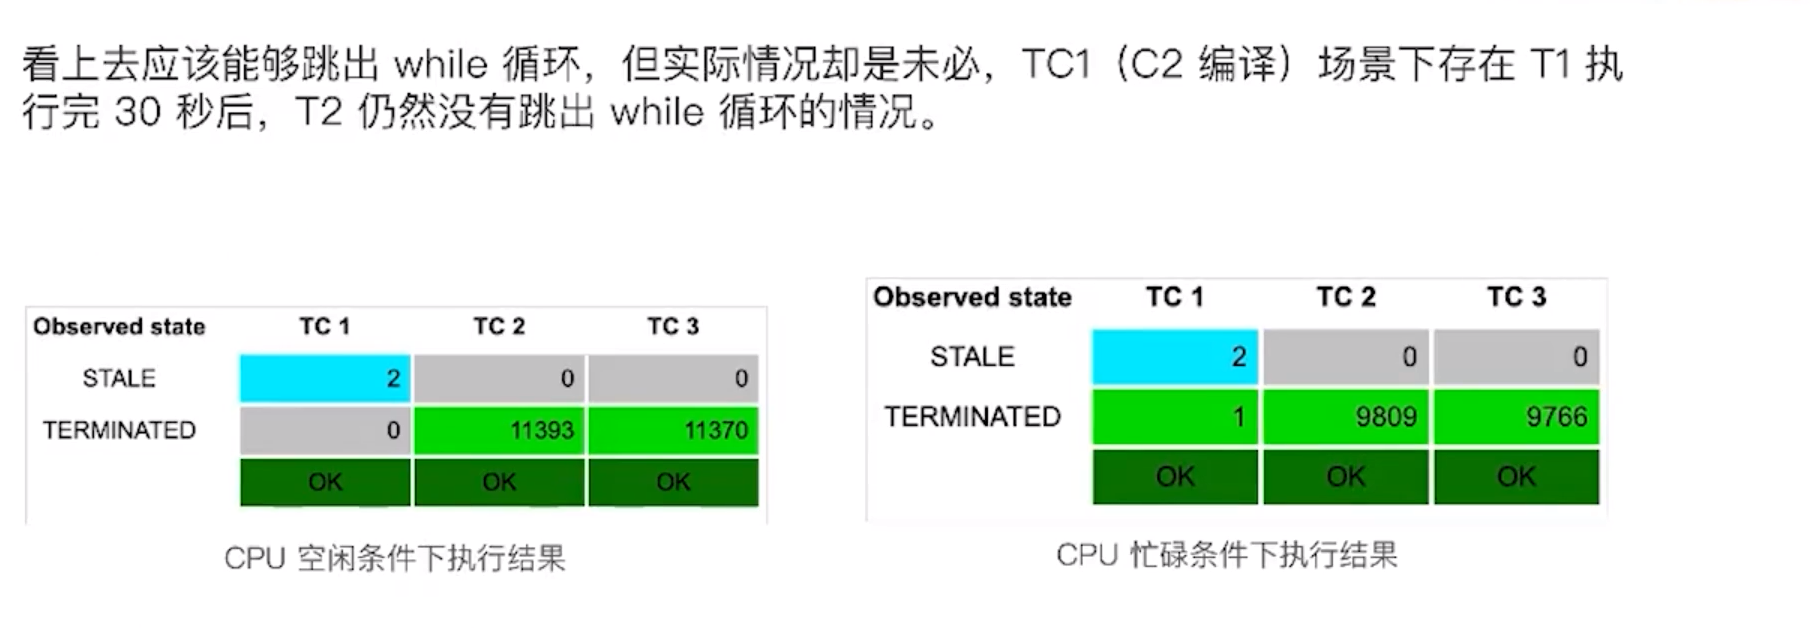 看上去应该能够跳出 while 循环，但实际情况却是未必，TC1（C2 编译）场景下存在 T1 执
行完 30 秒后，T2 仍然没有跳出 while 循环的情况。
Observed state TC 1 TC 2 TC 3
STALE 2 0 0
TERMINATED 0 11393 11370
OK OK OK
CPU 空闲条件下执行结果
Observed state TC 1 TC 2 TC 3
STALE 2 0 0
TERMINATED 1 9809 9766
OK OK OK
CPU 忙碌条件下执行结果